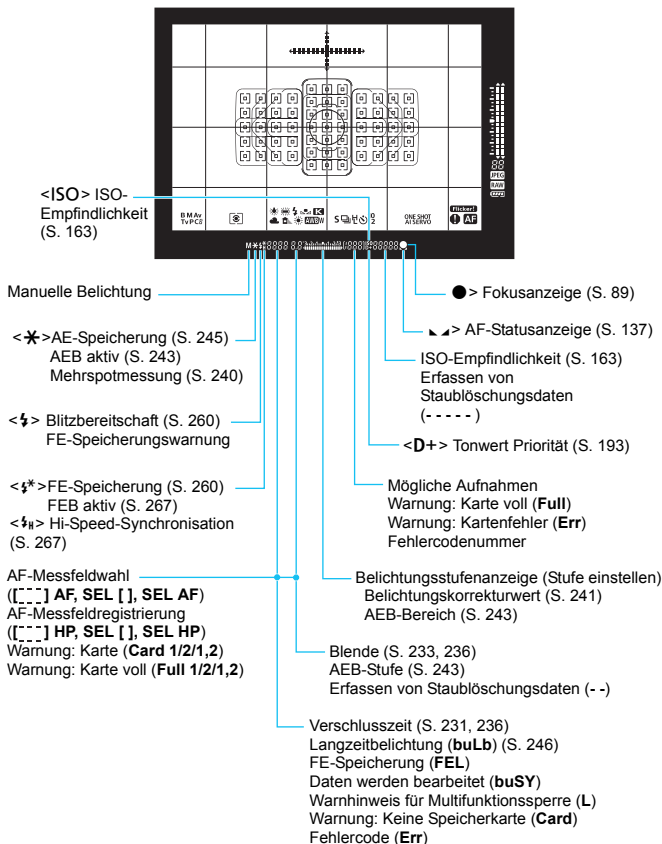 88
JPEG
RAW
Flicker!
B M Av
Tv P C
K
AWB W
S
ONE SHOT
AI SERVO
AF
<ISO> ISO-
Empfindlichkeit
(S. 163)
Manuelle Belichtung
●> Fokusanzeige (S. 89)
<✱>AE-Speicherung (S. 245)
AEB aktiv (S. 243)
Mehrspotmessung (S. 240)
◣ ◢> AF-Statusanzeige (S. 137)
ISO-Empfindlichkeit (S. 163)
Erfassen von
Staublöschungsdaten
(- - - - - )
<⚡> Blitzbereitschaft (S. 260)
FE-Speicherungswarnung
<D+> Tonwert Priorität (S. 193)
<⚡*>FE-Speicherung (S. 260)
FEB aktiv (S. 267)
<⚡H> Hi-Speed-Synchronisation
(S. 267)
Mögliche Aufnahmen
Warnung: Karte voll (Full)
Warnung: Kartenfehler (Err)
Fehlercodenummer
AF-Messfeldwahl
([---] AF, SEL [ ], SEL AF)
AF-Messfeldregistrierung
([---] HP, SEL [ ], SEL HP)
Warnung: Karte (Card 1/2/1,2)
Warnung: Karte voll (Full 1/2/1,2)
Belichtungsstufenanzeige (Stufe einstellen)
Belichtungskorrekturwert (S. 241)
AEB-Bereich (S. 243)
Blende (S. 233, 236)
AEB-Stufe (S. 243)
Erfassen von Staublöschungsdaten (- -)
Verschlusszeit (S. 231, 236)
Langzeitbelichtung (buLb) (S. 246)
FE-Speicherung (FEL)
Daten werden bearbeitet (buSY)
Warnhinweis für Multifunktionssperre (L)
Warnung: Keine Speicherkarte (Card)
Fehlercode (Err)